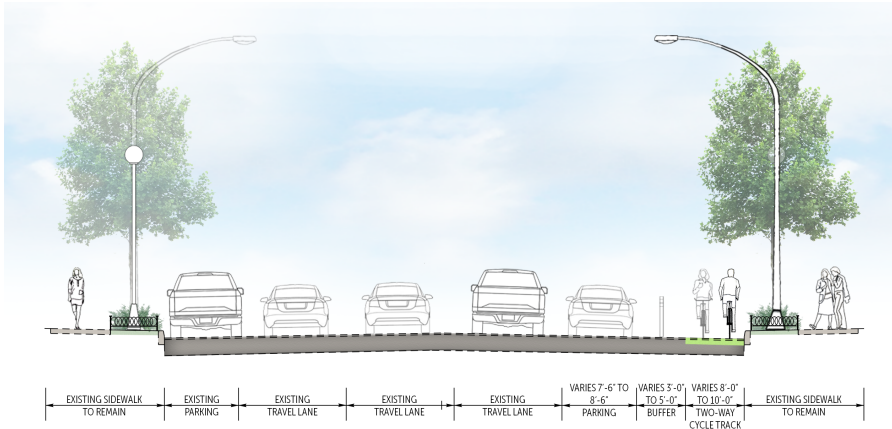 EXISTING SIDEWALK
TO REMAIN
EXISTING
PARKING
EXISTING
TRAVEL LANE
EXISTING
TRAVEL LANE
EXISTING
TRAVEL LANE
VARIES 7'-6" TO
8'-6"
PARKING
VARIES 3'-0"
TO 5'-0"
BUFFER
VARIES 8'-0"
TO 10'-0"
TWO-WAY
CYCLE TRACK
EXISTING SIDEWALK
TO REMAIN